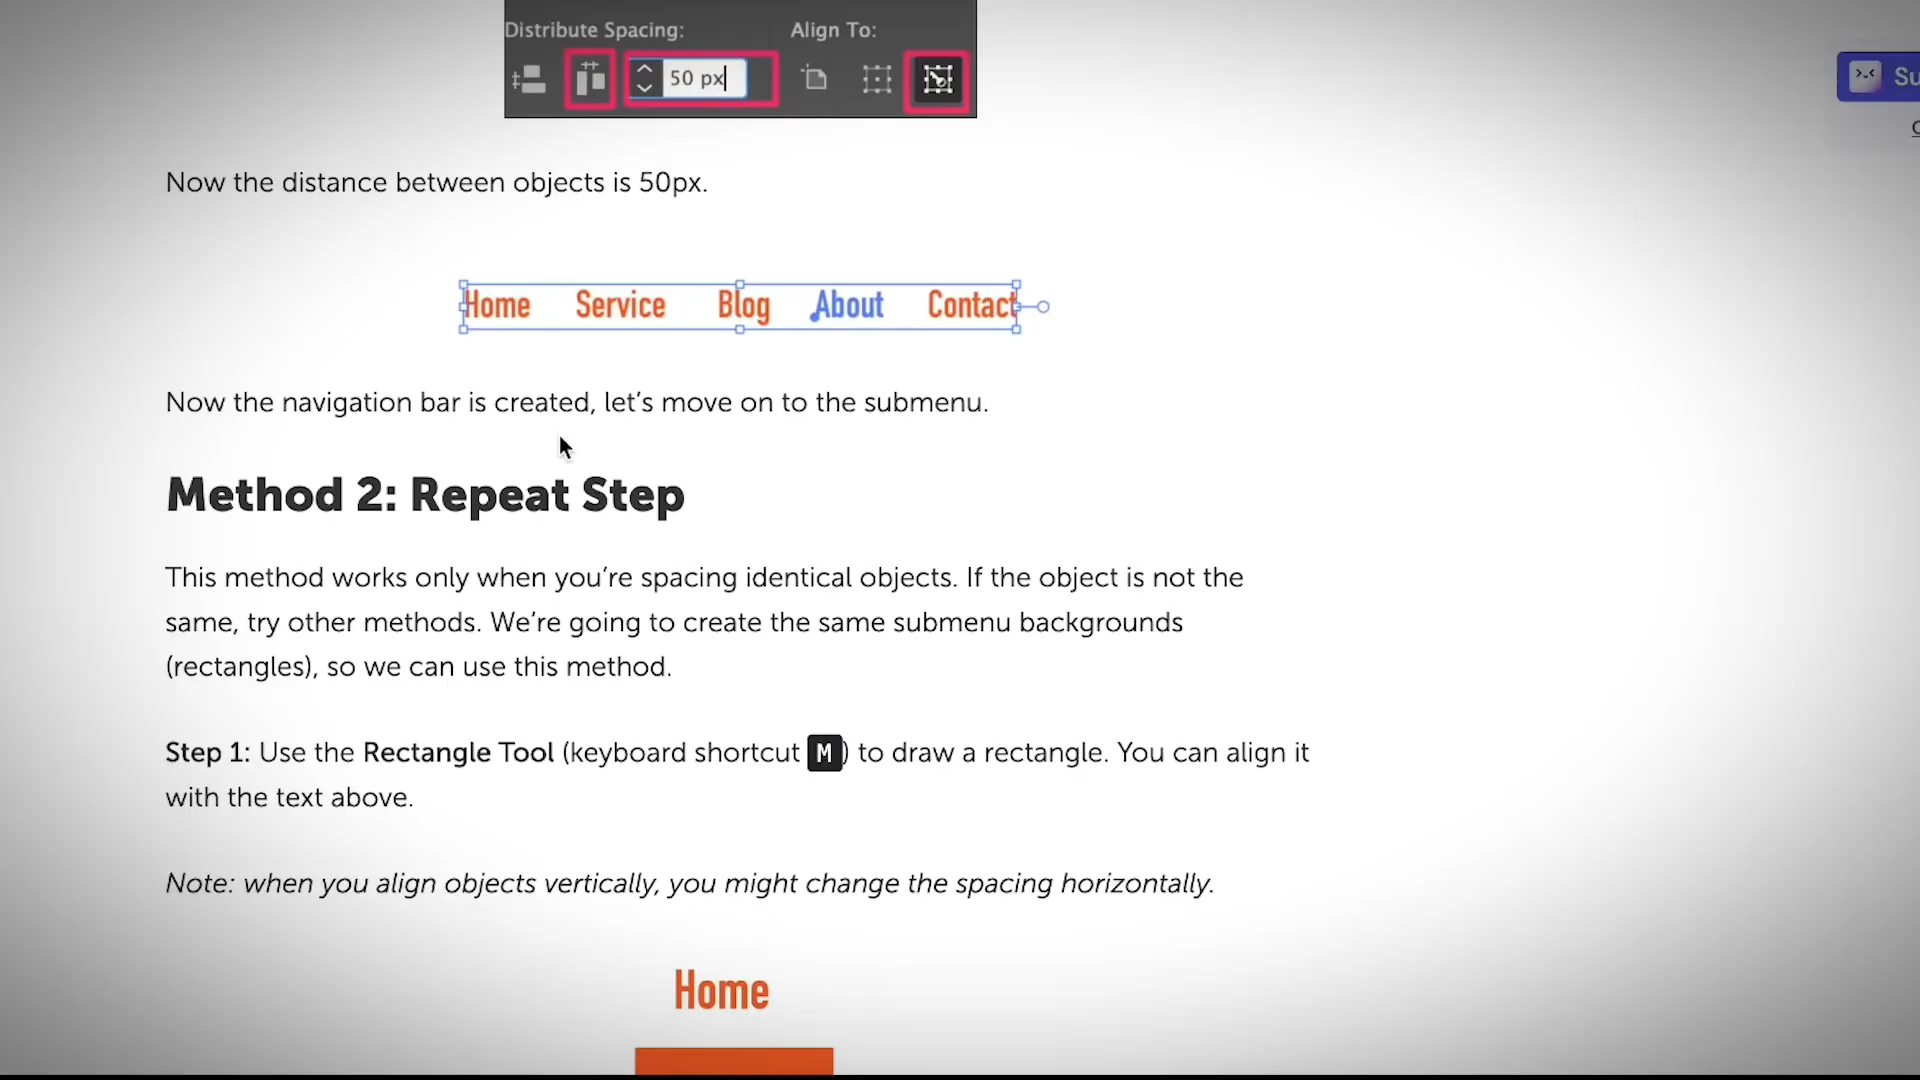 Distribute Spacing: Align To:
50 px
Su
Now the distance between objects is 50px.
Home Service Blog About Contact
Now the navigation bar is created, let's move on to the submenu.
Method 2: Repeat Step
This method works only when you're spacing identical objects. If the object is not the
same, try other methods. We're going to create the same submenu backgrounds
(rectangles), so we can use this method.
Step 1: Use the Rectangle Tool (keyboard shortcut M) to draw a rectangle. You can align it
with the text above.
Note: when you align objects vertically, you might change the spacing horizontally.
Home